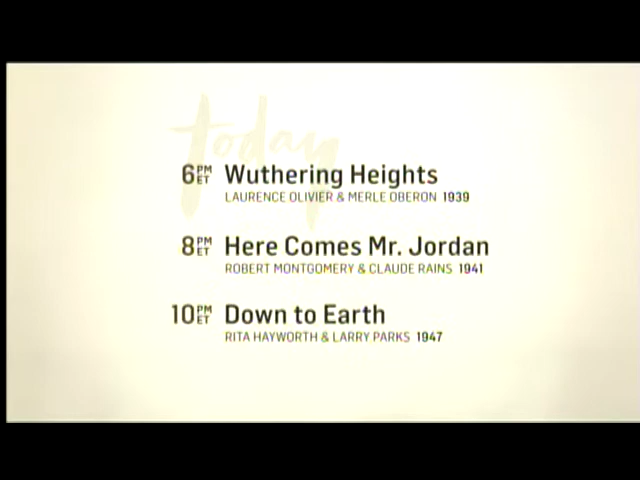 today
6PM ET Wuthering Heights
LAURENCE OLIVIER & MERLE OBERON 1939
8PM ET Here Comes Mr. Jordan
ROBERT MONTGOMERY & CLAUDE RAINS 1941
10PM ET Down to Earth
RITA HAYWORTH & LARRY PARKS 1947